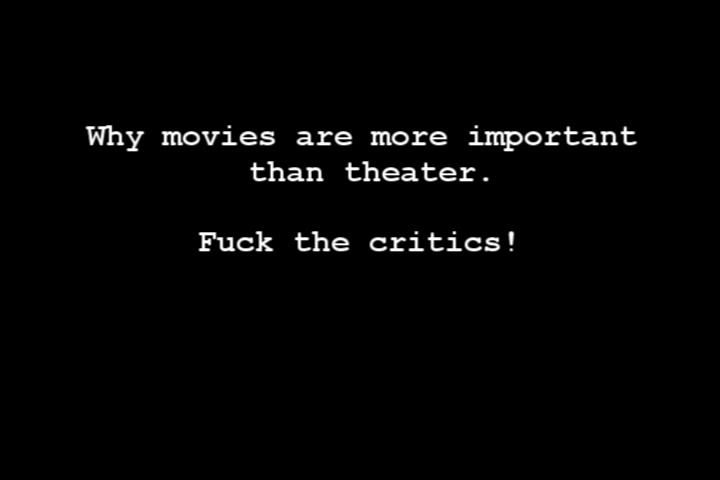 Why movies are more important
than theater.
Fuck the critics!